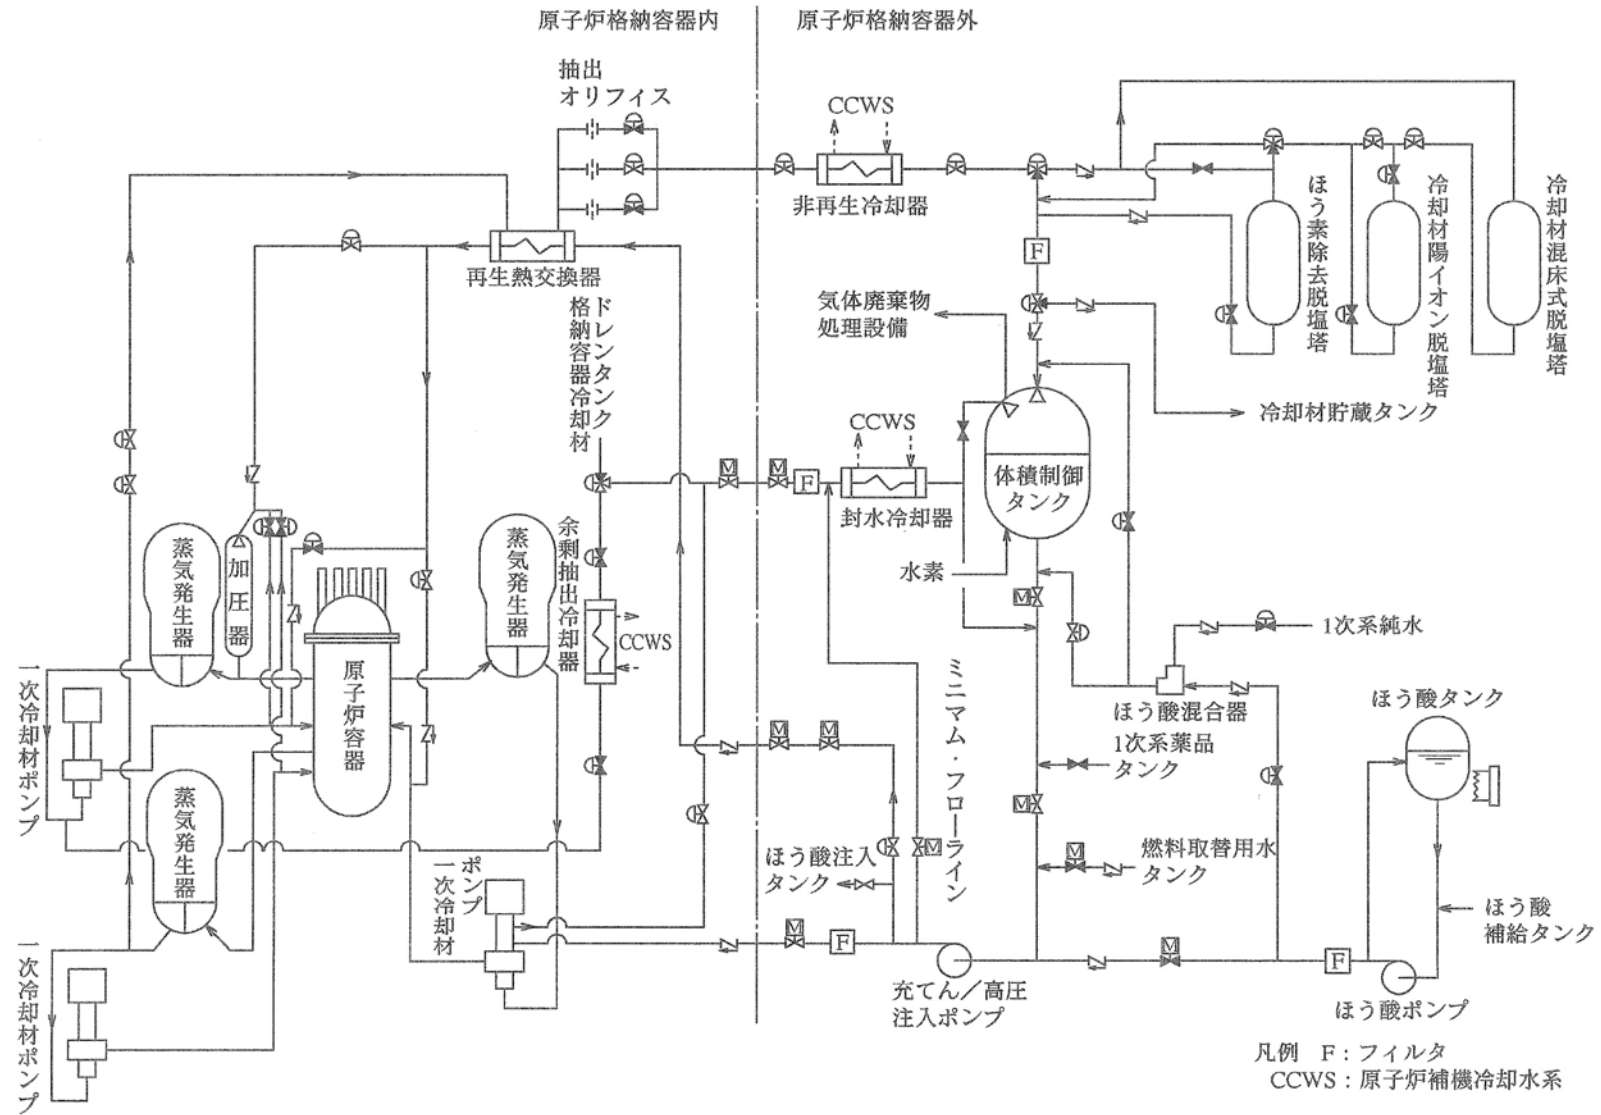 原子炉格納容器内
原子炉格納容器外
抽出
オリフィス
CCWS
非再生冷却器
再生熱交換器
ほう素除去脱塩塔
冷却材陽イオン脱塩塔
冷却材混床式脱塩塔
格納容器冷却材
ドレンタンク
気体廃棄物
処理設備
冷却材貯蔵タンク
F
CCWS
体積制御
タンク
M
M
F
封水冷却器
水素
蒸気発生器
加圧器
蒸気発生器
余剰抽出冷却器
CCWS
原子炉容器
M
1次系純水
ほう酸混合器
1次系薬品
タンク
ほう酸タンク
一次冷却材ポンプ
ミニマム・フローライン
M
M
M
蒸気発生器
M
ほう酸注入
タンク
M
燃料取替用水
タンク
一次冷却材
ポンプ
M
F
M
F
ほう酸
補給タンク
充てん/高圧
注入ポンプ
ほう酸ポンプ
一次冷却材ポンプ
凡例 F:フィルタ
CCWS:原子炉補機冷却水系